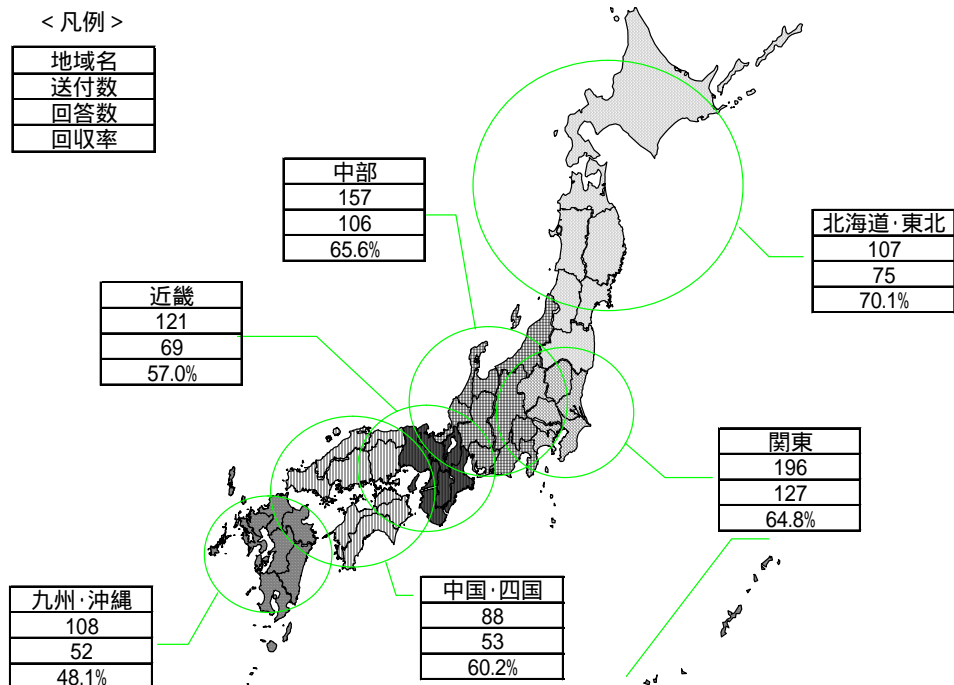 ＜凡例＞
地域名
送付数
回答数
回収率
中部
157
106
65.6%
北海道・東北
107
75
70.1%
近畿
121
69
57.0%
関東
196
127
64.8%
中国・四国
88
53
60.2%
九州・沖縄
108
52
48.1%